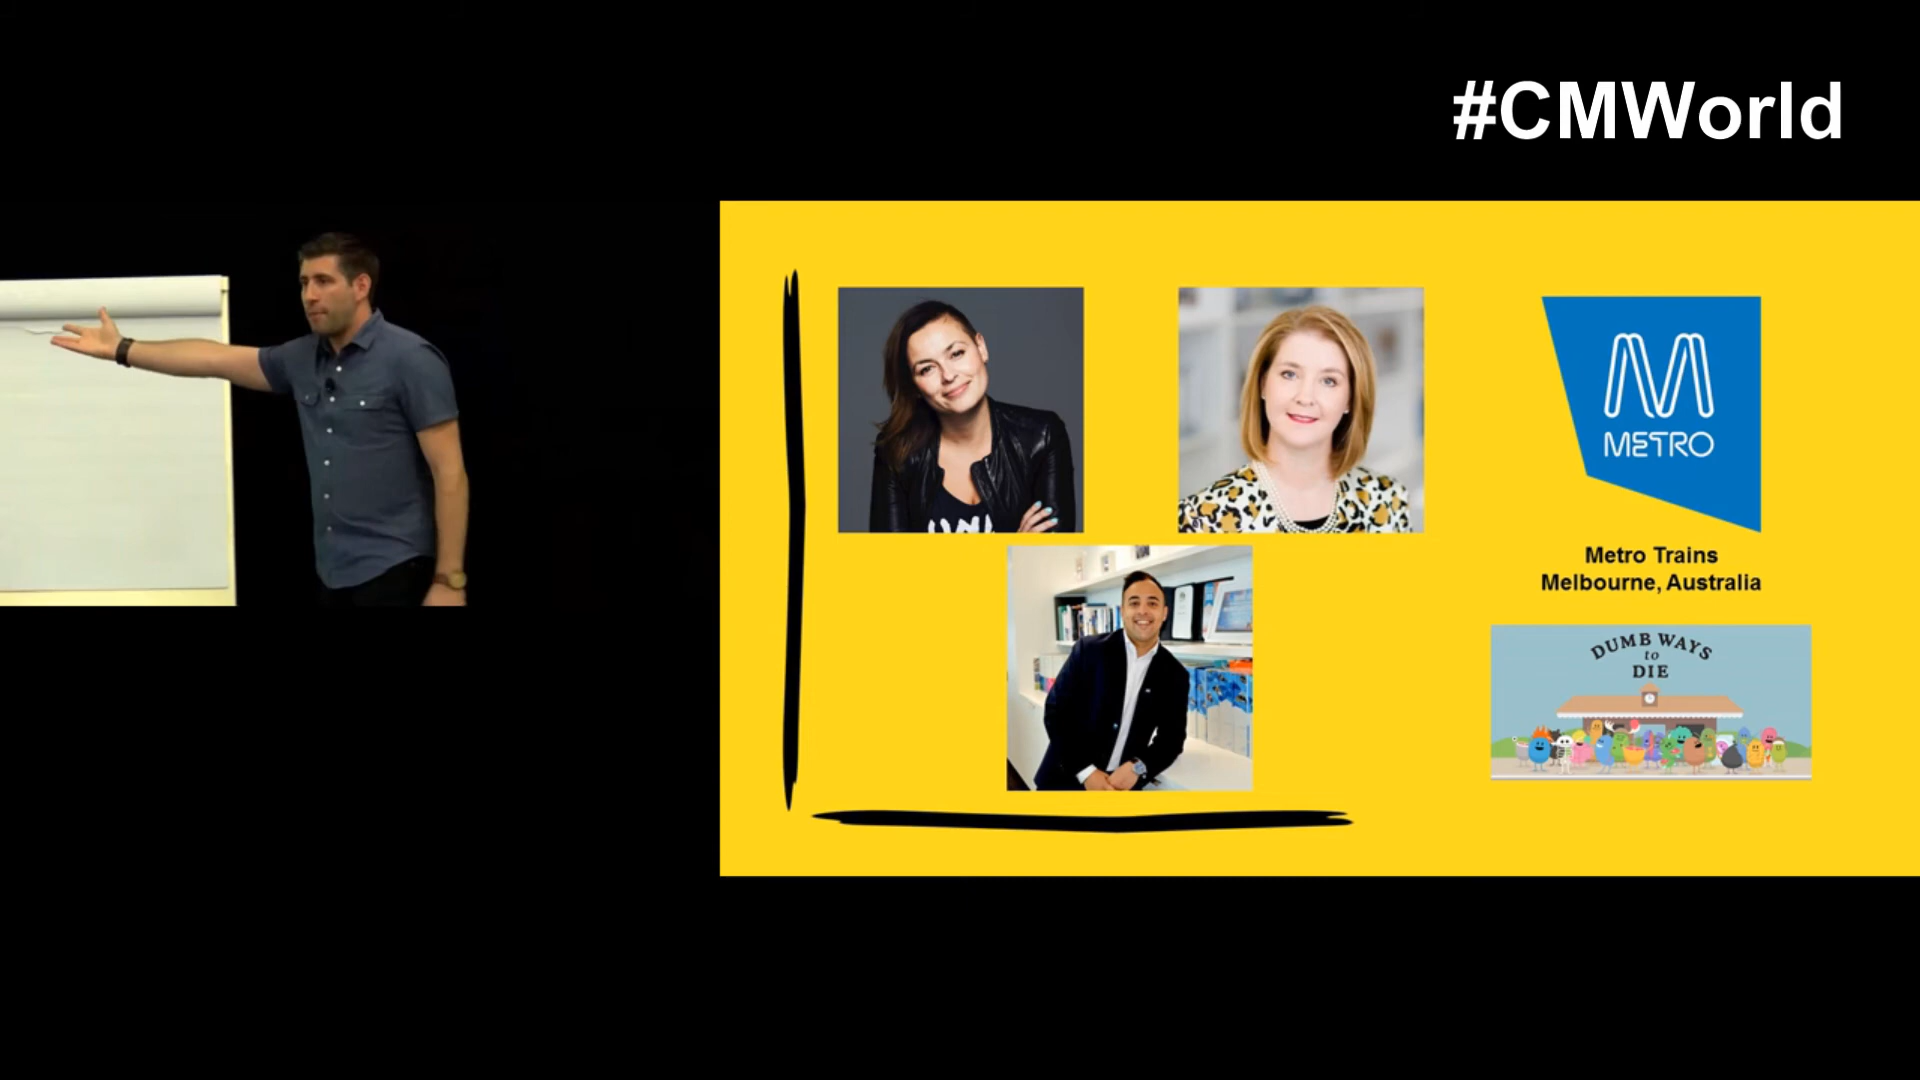 #CMWorld
METRO
Metro Trains
Melbourne, Australia
DUMB WAYS
to
DIE